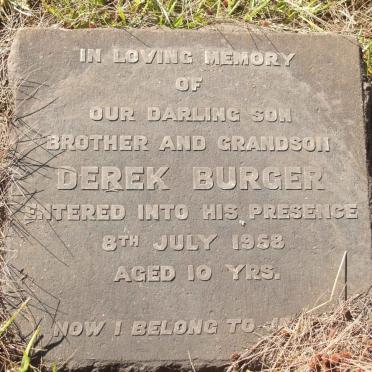 IN LOVING MEMORY
OF
OUR DARLING SON
BROTHER AND GRANDSON
DEREK BURGER
ENTERED INTO HIS PRESENCE
8TH JULY 1958
AGED 10 YRS.
NOW I BELONG TO